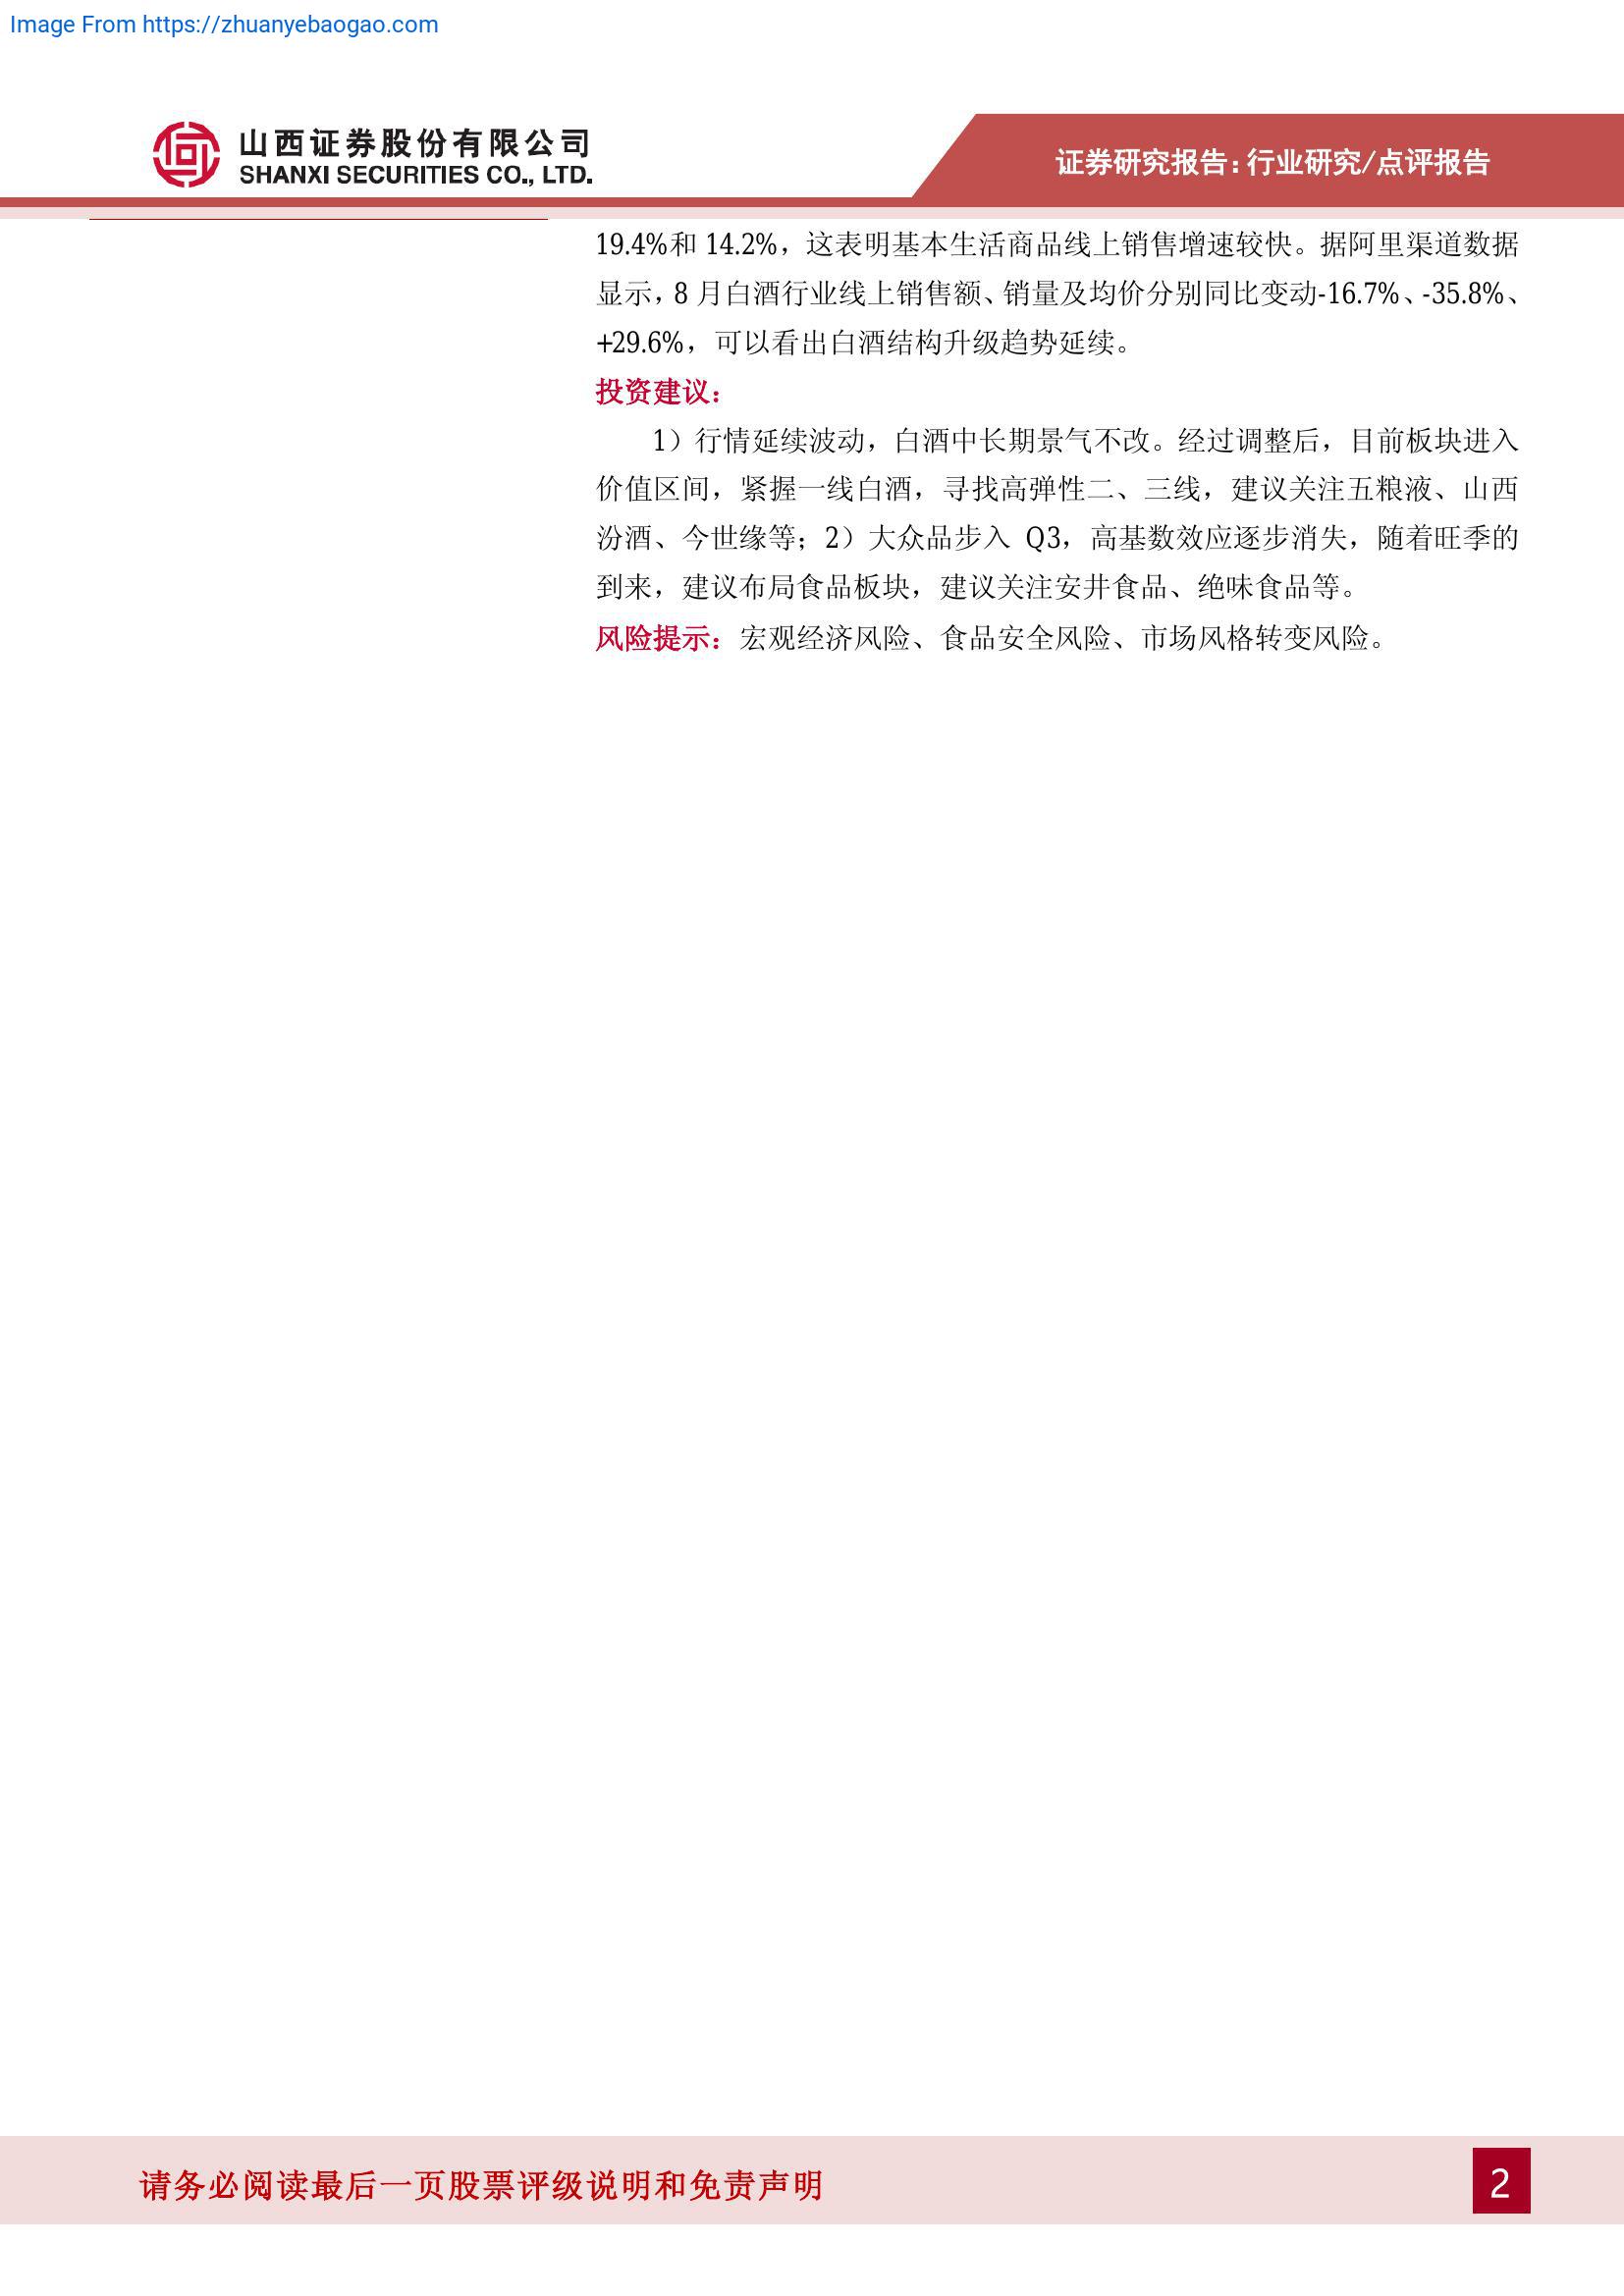 Image From https://zhuanyebaogao.com
山西证券股份有限公司
SHANXI SECURITIES CO., LTD.
证券研究报告：行业研究/点评报告
19.4%和 14.2%，这表明基本生活商品线上销售增速较快。据阿里渠道数据
显示，8 月白酒行业线上销售额、销量及均价分别同比变动-16.7%、-35.8%、
+29.6%，可以看出白酒结构升级趋势延续。
投资建议：
1）行情延续波动，白酒中长期景气不改。经过调整后，目前板块进入
价值区间，紧握一线白酒，寻找高弹性二、三线，建议关注五粮液、山西
汾酒、今世缘等；2）大众品步入 Q3，高基数效应逐步消失，随着旺季的
到来，建议布局食品板块，建议关注安井食品、绝味食品等。
风险提示：宏观经济风险、食品安全风险、市场风格转变风险。
请务必阅读最后一页股票评级说明和免责声明
2